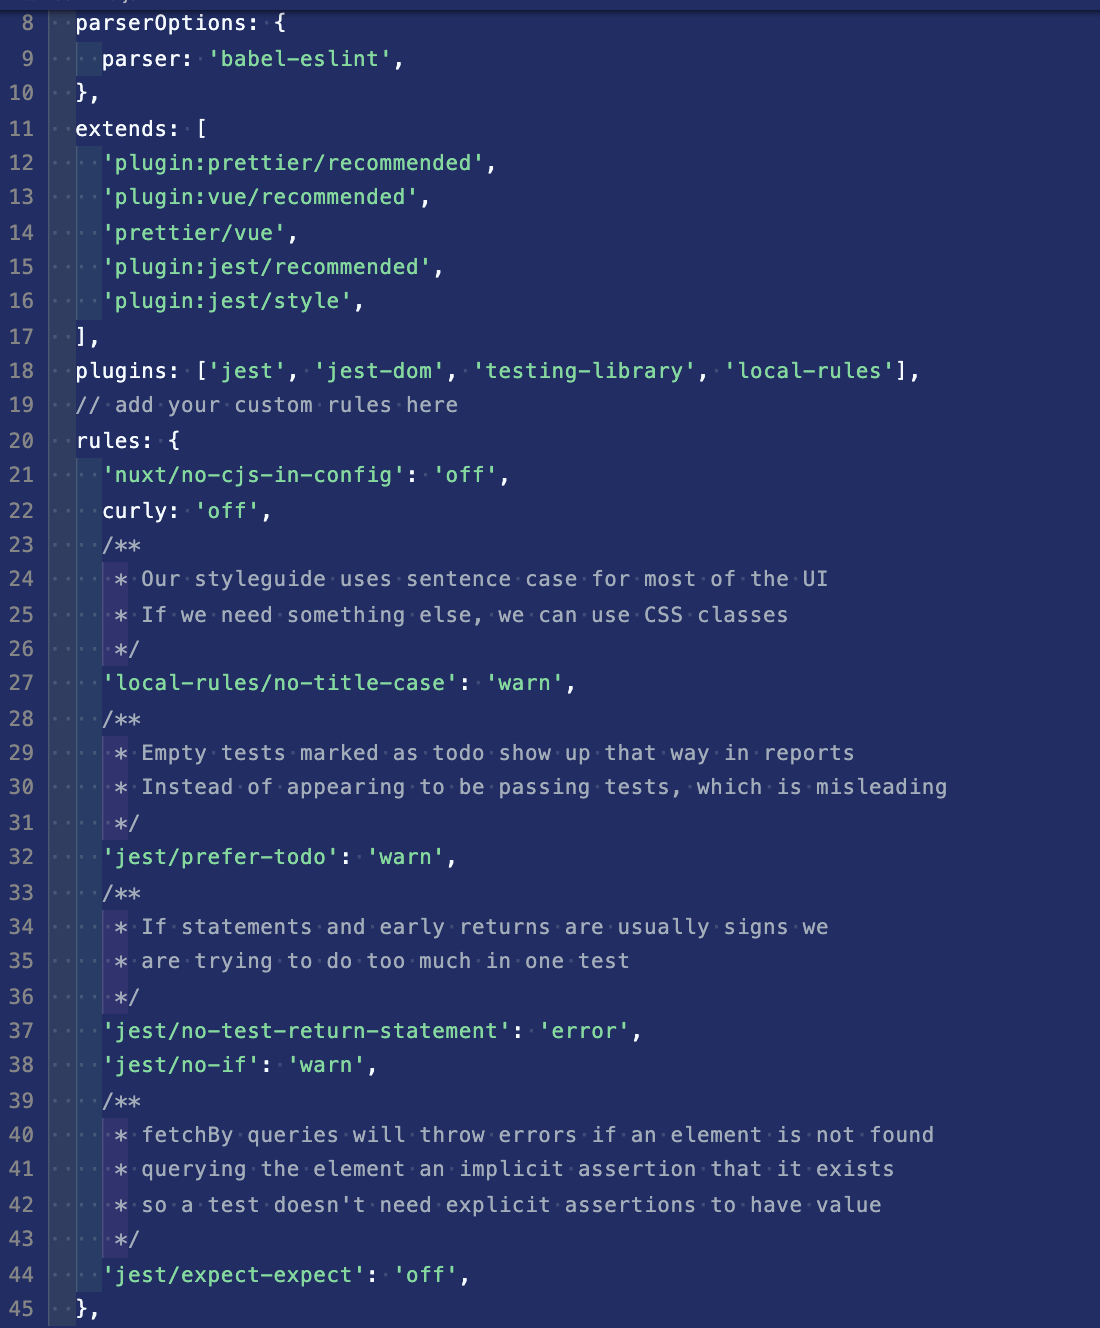 8 parserOptions: {
9 parser: 'babel-eslint',
10 },
11 extends: [
12 'plugin:prettier/recommended',
13 'plugin:vue/recommended',
14 'prettier/vue',
15 'plugin:jest/recommended',
16 'plugin:jest/style',
17 ],
18 plugins: ['jest', 'jest-dom', 'testing-library', 'local-rules'],
19 // add your custom rules here
20 rules: {
21 'nuxt/no-cjs-in-config': 'off',
22 curly: 'off',
23 /**
24 * Our styleguide uses sentence case for most of the UI
25 * If we need something else, we can use CSS classes
26 */
27 'local-rules/no-title-case': 'warn',
28 /**
29 * Empty tests marked as todo show up that way in reports
30 * Instead of appearing to be passing tests, which is misleading
31 */
32 'jest/prefer-todo': 'warn',
33 /**
34 * If statements and early returns are usually signs we
35 * are trying to do too much in one test
36 */
37 'jest/no-test-return-statement': 'error',
38 'jest/no-if': 'warn',
39 /**
40 * fetchBy queries will throw errors if an element is not found
41 * querying the element an implicit assertion that it exists
42 * so a test doesn't need explicit assertions to have value
43 */
44 'jest/expect-expect': 'off',
45 },